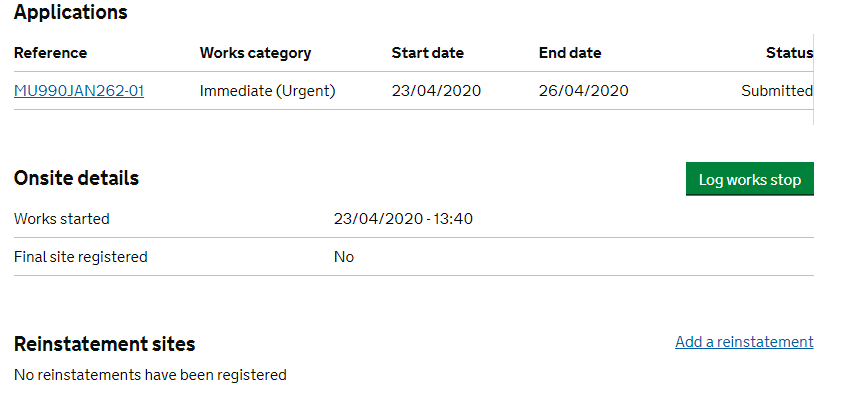 Applications
Reference Works category Start date End date Status
MU990JAN262-01 Immediate (Urgent) 23/04/2020 26/04/2020 Submitted
Onsite details Log works stop
Works started 23/04/2020 - 13:40
Final site registered No
Reinstatement sites Add a reinstatement
No reinstatements have been registered